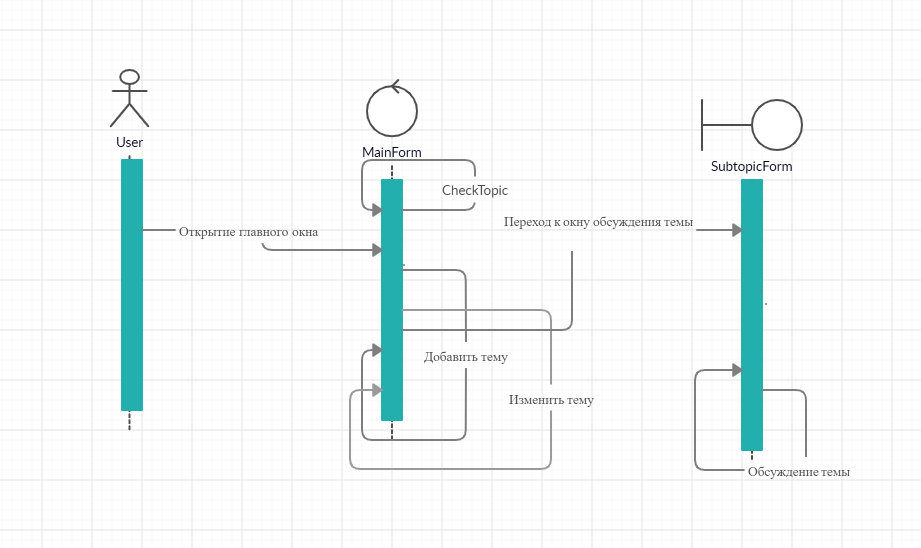 User
MainForm
SubtopicForm
CheckTopic
Переход к окну обсуждения темы
Открытие главного окна
Добавить тему
Изменить тему
Обсуждение темы